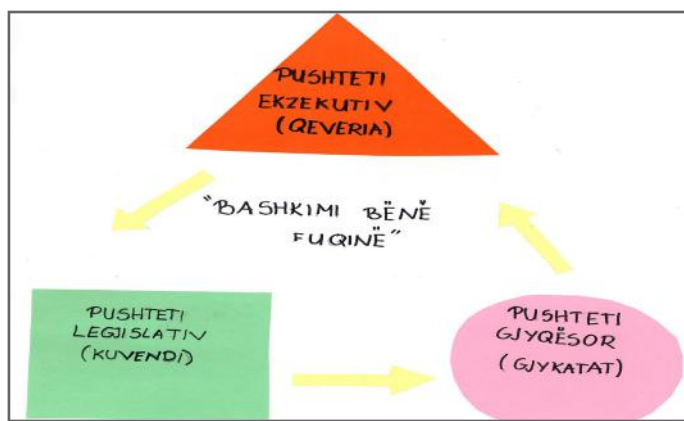 PUSHTETI
EKZEKUTIV
(QEVERIA)
"BASHKIMI BËNË
FUQINË"
PUSHTETI
LEGJISLATIV
(KUVENDI)
PUSHTETI
GJYQËSOR
(GJYKATAT)